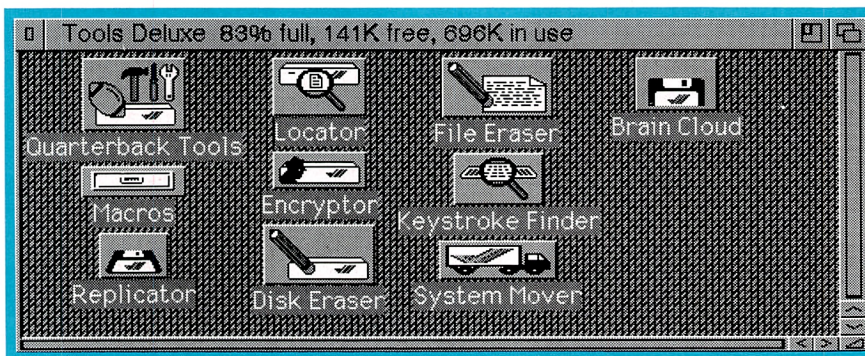 Tools Deluxe 83% full, 141K free, 696K in use
Quarterback Tools
Locator
File Eraser
Brain Cloud
Macros
Encryptor
Keystroke Finder
Replicator
Disk Eraser
System Mover